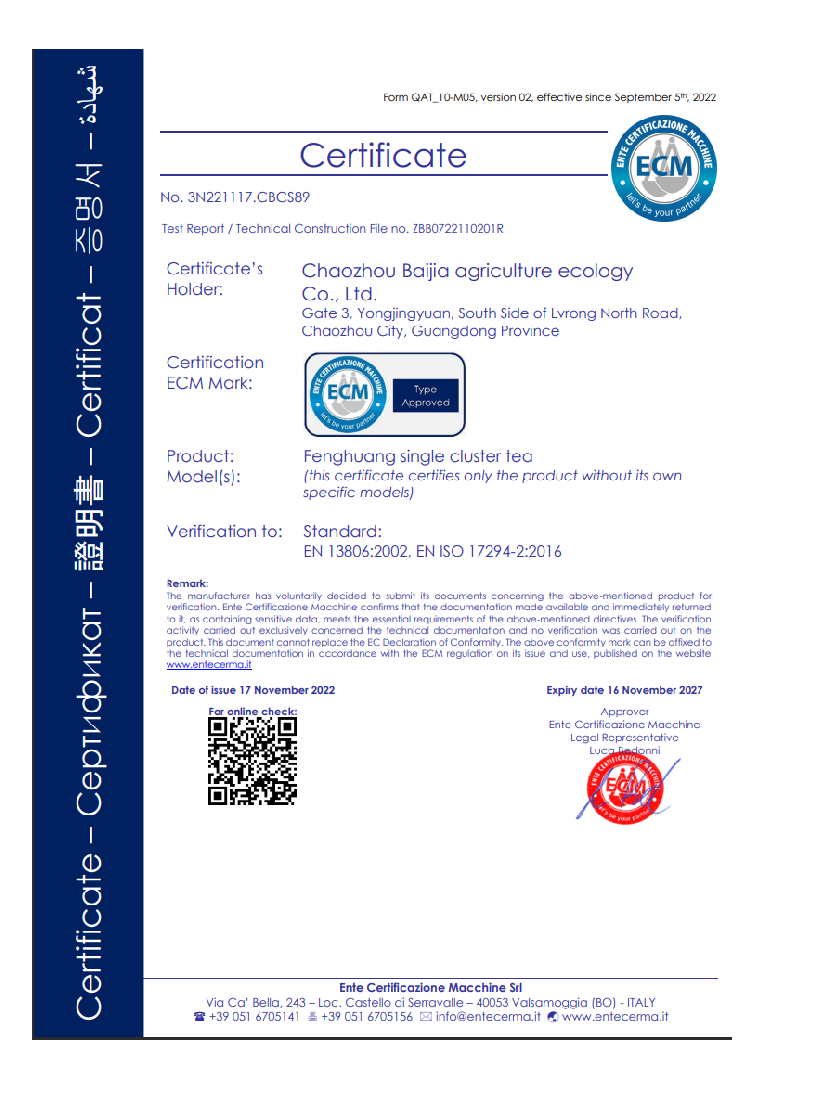 Form QAT_10-M05, version 02, effective since September 5th, 2022
Certificate
ENTE CERTIFICAZIONE MACCHINE
ECM
let's be your partner
No. 3N221117.CBCS89
Test Report / Technical Construction File no. ZBB0722110201R
Certificate's
Holder:
Chaozhou Baijia agriculture ecology
Co., Ltd.
Gate 3, Yongjingyuan, South Side of Lvrong North Road,
Chaozhou City, Guangdong Province
Certification
ECM Mark:
ENTE CERTIFICAZIONE MACCHINE
ECM
let's be your partner
Type
Approved
Product:
Fenghuang single cluster tea
Model(s):
(this certificate certifies only the product without its own
specific models)
Verification to:
Standard:
EN 13806:2002, EN ISO 17294-2:2016
Remark:
The manufacturer has voluntarily decided to submit its documents concerning the above-mentioned product for
verification. Ente Certificazione Macchine confirms that the documentation made available and immediately returned
to it, as containing sensitive data, meets the essential requirements of the above-mentioned directives. The verification
activity carried out exclusively concerned the technical documentation and no verification was carried out on the
product. This document cannot replace the EC Declaration of Conformity. The above conformity mark can be affixed to
the technical documentation in accordance with the ECM regulation on its issue and use, published on the website
www.entecerma.it
Date of issue 17 November 2022
Expiry date 16 November 2027
For online check:
Approver
Ente Certificazione Macchine
Legal Representative
Luca Bedonni
ENTE CERTIFICAZIONE MACCHINE
ECM
let's be your partner
Ente Certificazione Macchine Srl
Via Ca' Bella, 243 – Loc. Castello di Serravalle – 40053 Valsamoggia (BO) - ITALY
☎ +39 051 6705141 +39 051 6705156 ✉ info@entecerma.it www.entecerma.it
Certificate – Сертификат – 證明書 – Certificat – 증명서 – شهادة